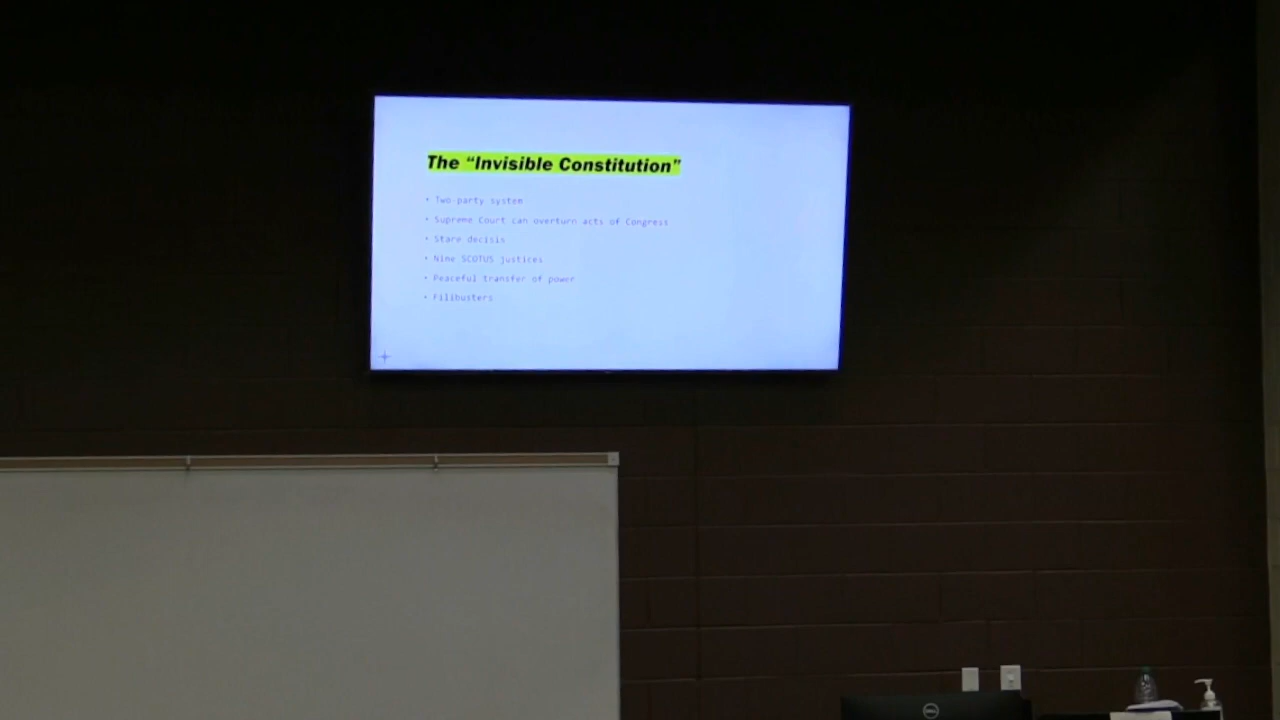 The “Invisible Constitution”
• Two party system
• Supreme Court can overturn acts of Congress
• Stare decisis
• Nine SCOTUS justices
• Peaceful transfer of power
• Filibusters
DELL